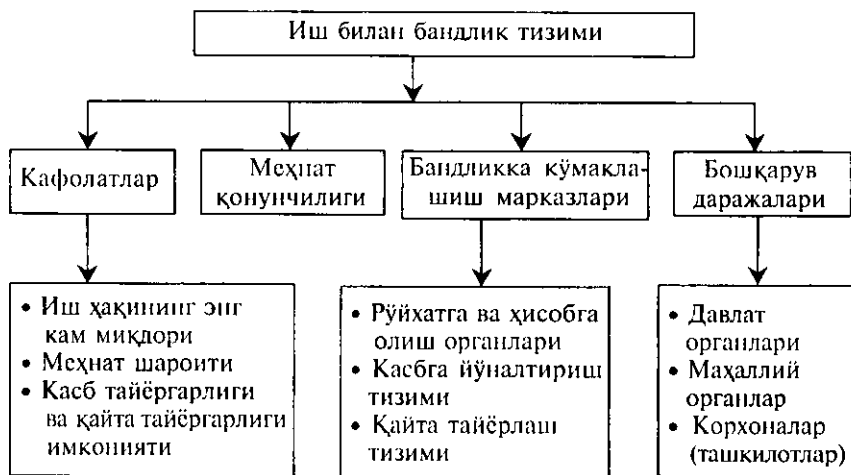 Иш билан бандлик тизими
Кафолатлар
Меҳнат
қонунчилиги
Бандликка кўмакла-
шиш марказлари
Бошқарув
даражалари
• Иш ҳақининг энг
кам миқдори
• Меҳнат шароити
• Касб тайёргарлиги
ва қайта тайёргарлиги
имконияти
• Рўйхатга ва ҳисобга
олиш органлари
• Касбга йўналтириш
тизими
• Қайта тайёрлаш
тизими
• Давлат
органлари
• Маҳаллий
органлар
• Корхоналар
(ташкилотлар)